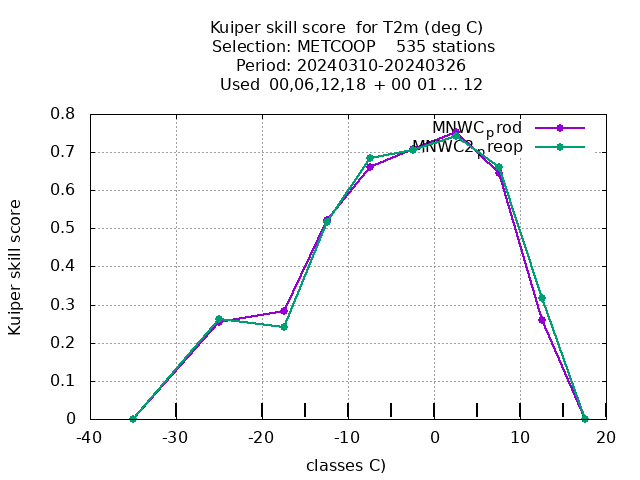 Kuiper skill score  for T2m (deg C)
Selection: METCOOP    535 stations
Period: 20240310-20240326
Used  00,06,12,18 + 00 01 ... 12
MNWC_prod
MNWC2_preop
0.8
0.7
0.6
0.5
0.4
0.3
0.2
0.1
0
Kuiper skill score
-40 -30 -20 -10 0 10 20
classes C)